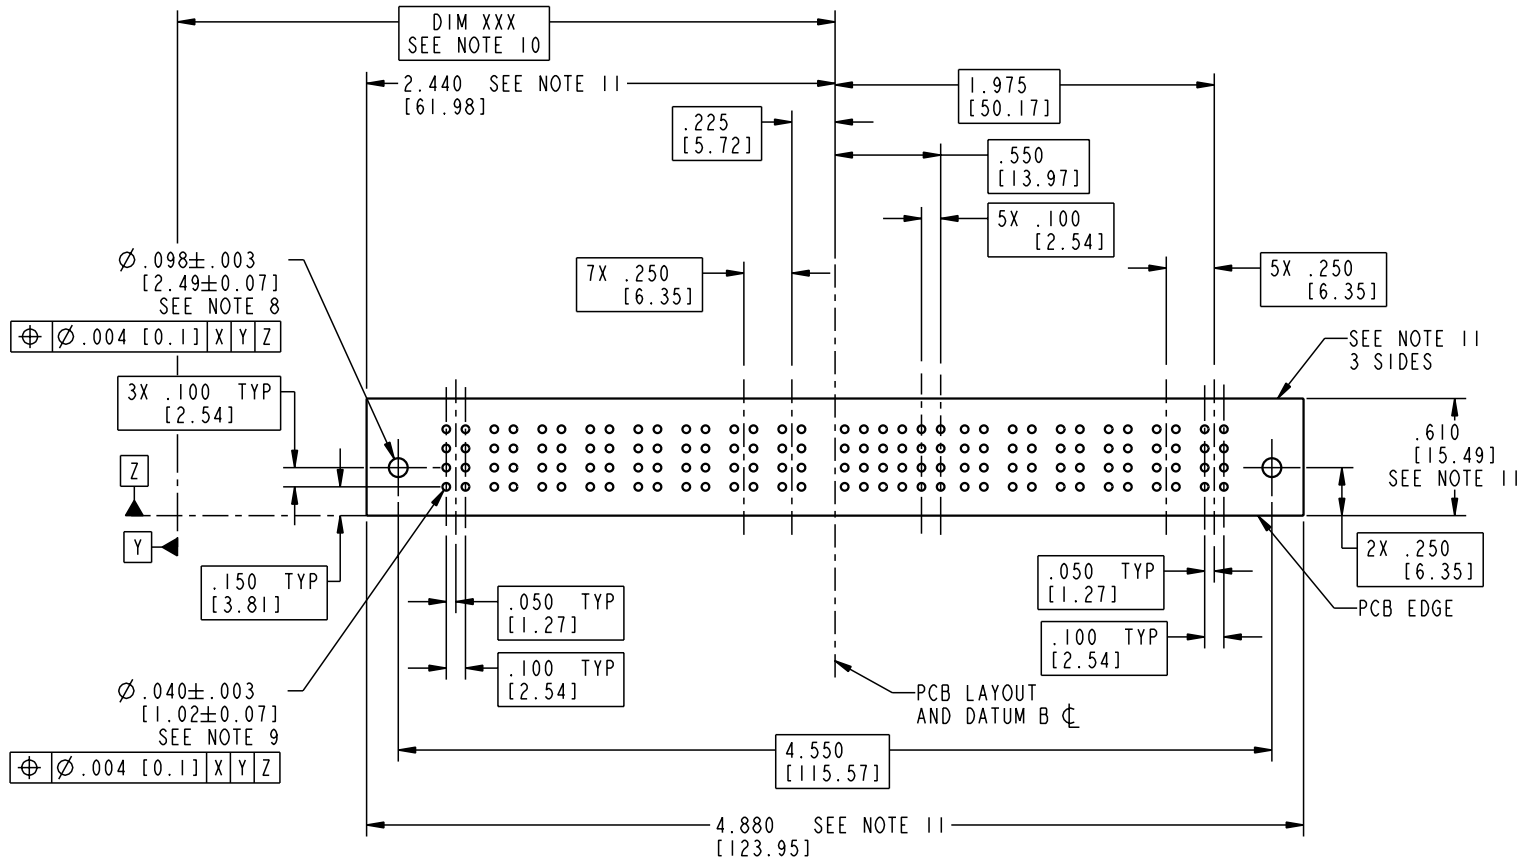 DIM XXX
SEE NOTE 10
2.440 SEE NOTE 11
[61.98]
1.975
[50.17]
.225
[5.72]
.550
[13.97]
5X .100
[2.54]
7X .250
[6.35]
5X .250
[6.35]
Ø.098±.003
[2.49±0.07]
SEE NOTE 8
⌖ Ø.004 [0.1] X Y Z
SEE NOTE 11
3 SIDES
3X .100 TYP
[2.54]
.610
[15.49]
SEE NOTE 11
Z
Y
2X .250
[6.35]
.150 TYP
[3.81]
.050 TYP
[1.27]
.050 TYP
[1.27]
PCB EDGE
.100 TYP
[2.54]
.100 TYP
[2.54]
Ø.040±.003
[1.02±0.07]
SEE NOTE 9
⌖ Ø.004 [0.1] X Y Z
PCB LAYOUT
AND DATUM B ℄
4.550
[115.57]
4.880 SEE NOTE 11
[123.95]